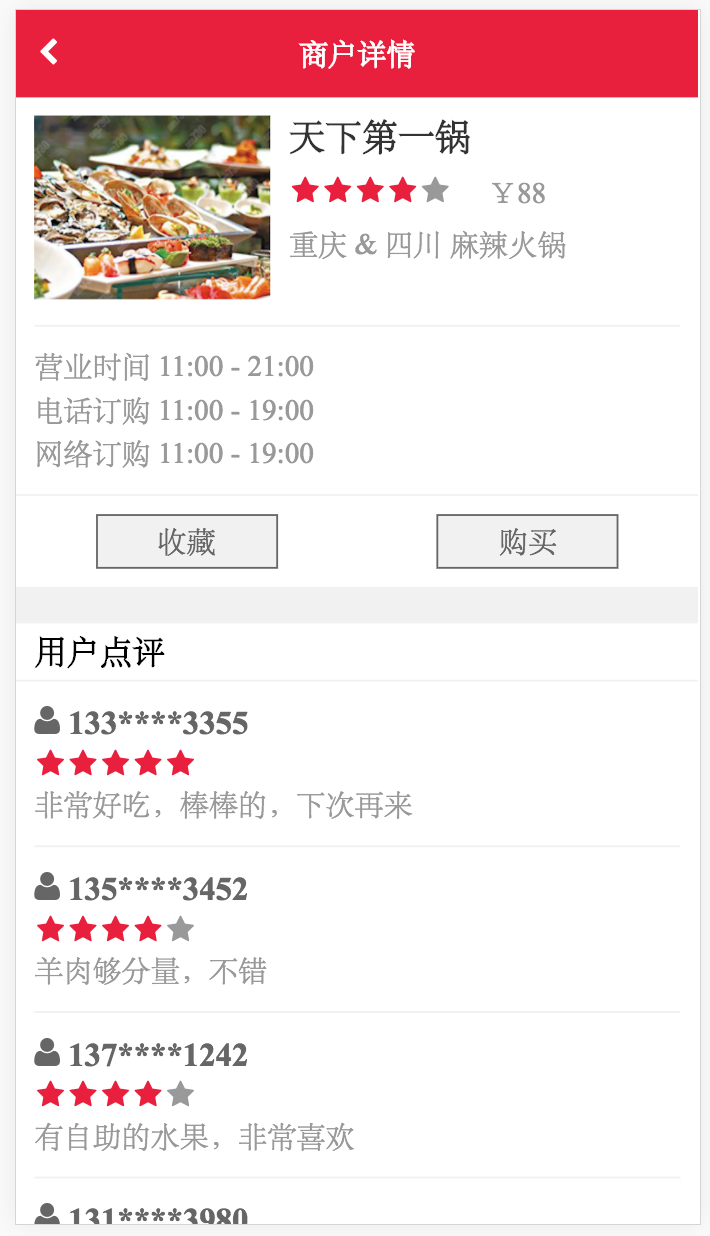 商户详情
天下第一锅
￥88
重庆 & 四川 麻辣火锅
营业时间 11:00 - 21:00
电话订购 11:00 - 19:00
网络订购 11:00 - 19:00
收藏 购买
用户点评
133****3355
非常好吃，棒棒的，下次再来
135****3452
羊肉够分量，不错
137****1242
有自助的水果，非常喜欢
131****3980